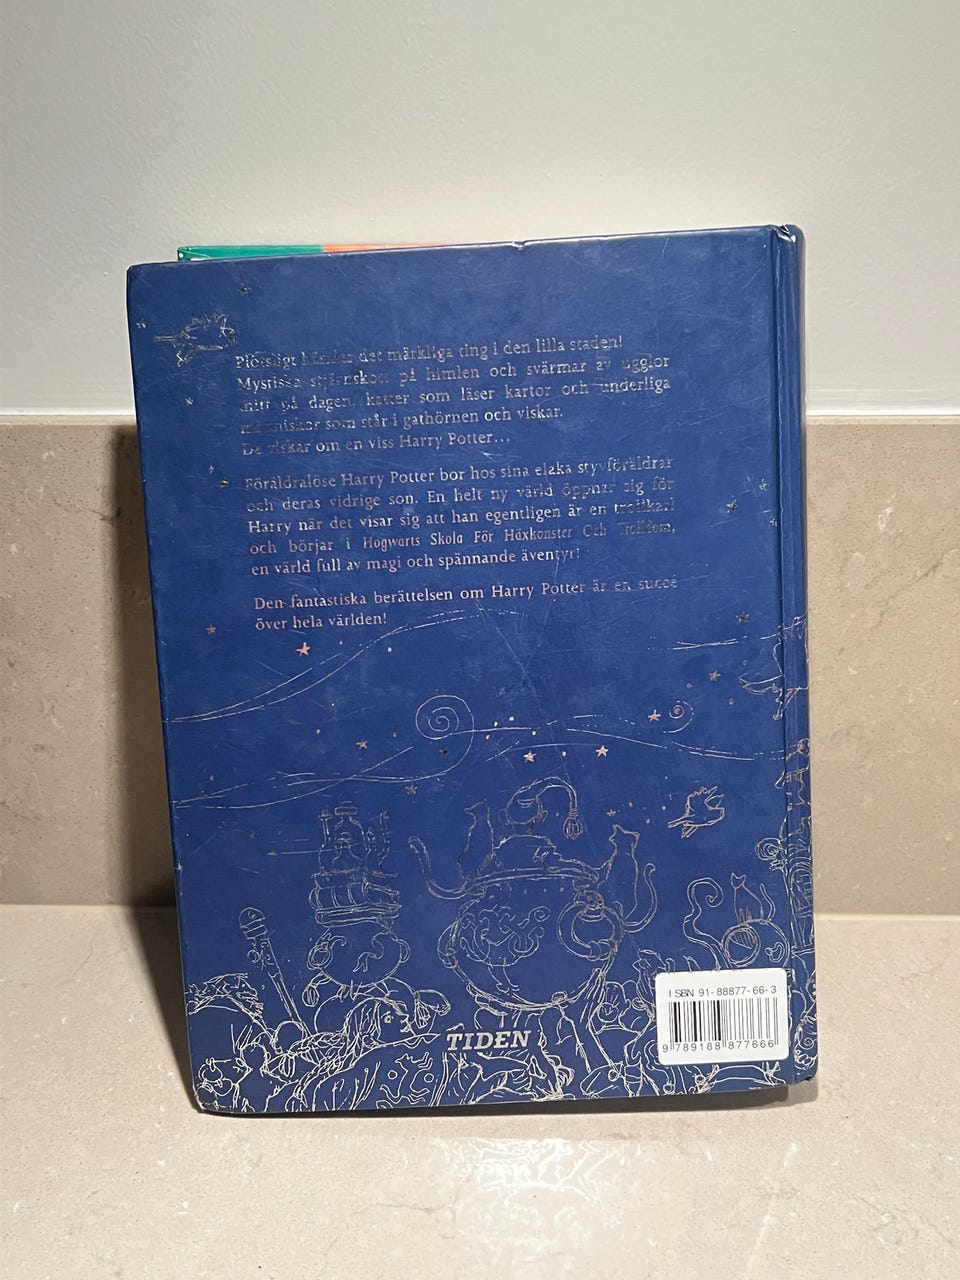 Plötsligt händer det märkliga ting i den lilla staden!
Mystiska stjärnskott på himlen och svärmar av ugglor
mitt på dagen, katter som läser kartor och underliga
människor som står i gathörnen och viskar.
De viskar om en viss Harry Potter...
Föräldralöse Harry Potter bor hos sina elaka styvföräldrar
och deras vidrige son. En helt ny värld öppnar sig för
Harry när det visar sig att han egentligen är en trollkarl
och börjar i Hogwarts Skola För Häxkonster Och Trolldom,
en värld full av magi och spännande äventyr!
Den fantastiska berättelsen om Harry Potter är en succé
över hela världen!
TIDEN
ISBN 91-88877-66-3
9 789188 877666